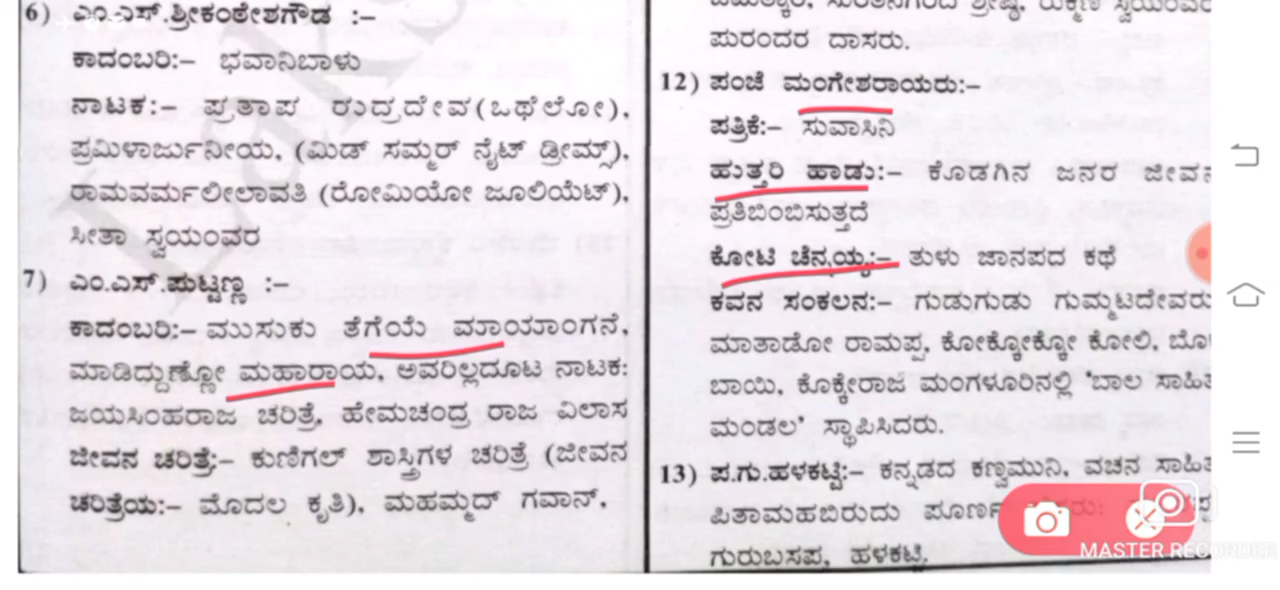 6) ಎಂ.ಎಸ್.ಶ್ರೀಕಂಠೇಶಗೌಡ :–
ಕಾದಂಬರಿ:– ಭವಾನಿಬಾಳು
ನಾಟಕ:– ಪ್ರತಾಪ ರುದ್ರದೇವ(ಒಥೆಲೋ),
ಪ್ರಮಿಳಾರ್ಜುನೀಯ, (ಮಿಡ್ ಸಮ್ಮರ್ ನೈಟ್ ಡ್ರೀಮ್ಸ್),
ರಾಮವರ್ಮಲೀಲಾವತಿ (ರೋಮಿಯೋ ಜೂಲಿಯೆಟ್),
ಸೀತಾ ಸ್ವಯಂವರ
7) ಎಂ.ಎಸ್.ಪುಟ್ಟಣ್ಣ :–
ಕಾದಂಬರಿ:– ಮುಸುಕು ತೆಗೆಯೆ ಮಾಯಾಂಗನೆ,
ಮಾಡಿದ್ದುಣ್ಣೋ ಮಹಾರಾಯ, ಅವರಿಲ್ಲದೂಟ ನಾಟಕ:
ಜಯಸಿಂಹರಾಜ ಚರಿತ್ರೆ, ಹೇಮಚಂದ್ರ ರಾಜ ವಿಲಾಸ
ಜೀವನ ಚರಿತ್ರೆ:– ಕುಣಿಗಲ್ ಶಾಸ್ತ್ರಿಗಳ ಚರಿತ್ರೆ (ಜೀವನ
ಚರಿತ್ರೆಯ:– ಮೊದಲ ಕೃತಿ), ಮಹಮ್ಮದ್ ಗವಾನ್.
ಪುರಂದರ ದಾಸರು.
12) ಪಂಜೆ ಮಂಗೇಶರಾಯರು:–
ಪತ್ರಿಕೆ:– ಸುವಾಸಿನಿ
ಹುತ್ತರಿ ಹಾಡು:– ಕೊಡಗಿನ ಜನರ ಜೀವನ
ಪ್ರತಿಬಿಂಬಿಸುತ್ತದೆ
ಕೋಟಿ ಚೆನ್ನಯ್ಯ:– ತುಳು ಜಾನಪದ ಕಥೆ
ಕವನ ಸಂಕಲನ:– ಗುಡುಗುಡು ಗುಮ್ಮಟದೇವರು
ಮಾತಾಡೋ ರಾಮಪ್ಪ, ಕೋಕ್ಕೋಕ್ಕೋ ಕೋಲಿ,
ಬಾಯಿ, ಕೊಕ್ಕೇರಾಜ ಮಂಗಳೂರಿನಲ್ಲಿ 'ಬಾಲ
ಮಂಡಲ' ಸ್ಥಾಪಿಸಿದರು.
13) ಪ.ಗು.ಹಳಕಟ್ಟಿ:– ಕನ್ನಡದ ಕಣ್ವಮುನಿ, ವಚನ
ಪಿತಾಮಹಬಿರುದು
ಗುರುಬಸಪ್ಪ ಹಳಕಟ್ಟಿ.
MASTER RECORDER